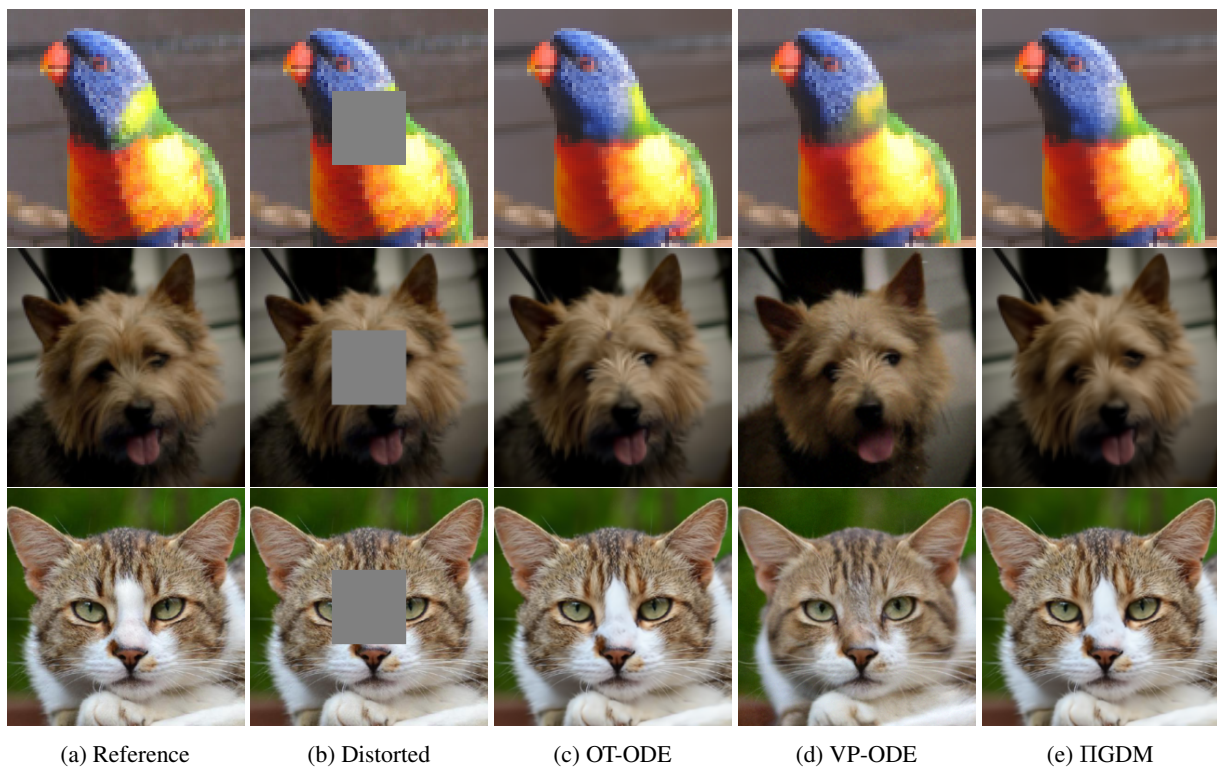 (a) Reference
(b) Distorted
(c) OT-ODE
(d) VP-ODE
(e) ΠGDM